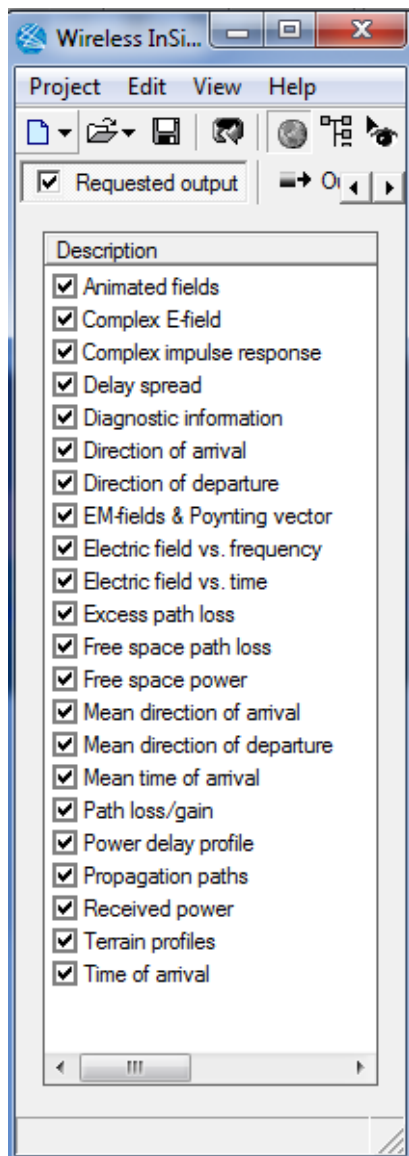 Wireless InSi...
Project Edit View Help
Requested output
Description
Animated fields
Complex E-field
Complex impulse response
Delay spread
Diagnostic information
Direction of arrival
Direction of departure
EM-fields & Poynting vector
Electric field vs. frequency
Electric field vs. time
Excess path loss
Free space path loss
Free space power
Mean direction of arrival
Mean direction of departure
Mean time of arrival
Path loss/gain
Power delay profile
Propagation paths
Received power
Terrain profiles
Time of arrival